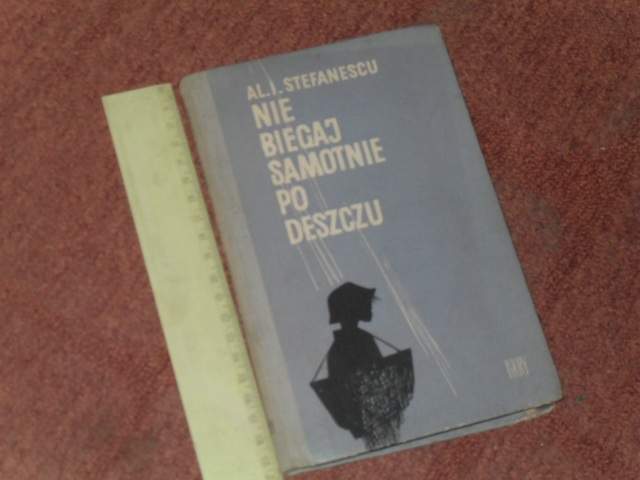 AL. I. STEFANESCU
NIE
BIEGAJ
SAMOTNIE
PO
DESZCZU